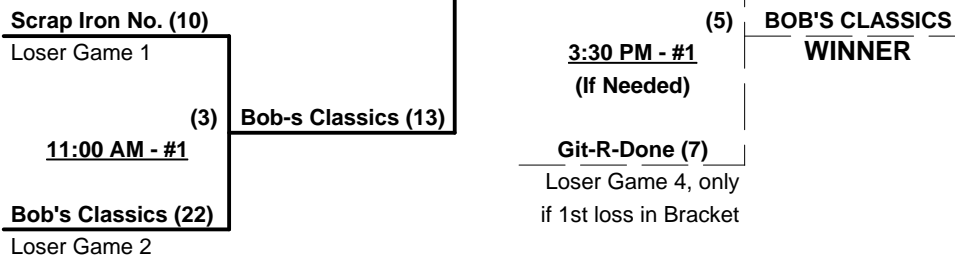 Scrap Iron No. (10)
Loser Game 1
(3)
11:00 AM - #1
Bob's Classics (22)
Loser Game 2
Bob-s Classics (13)
(5)
3:30 PM - #1
(If Needed)
Git-R-Done (7)
Loser Game 4, only
if 1st loss in Bracket
BOB'S CLASSICS
WINNER